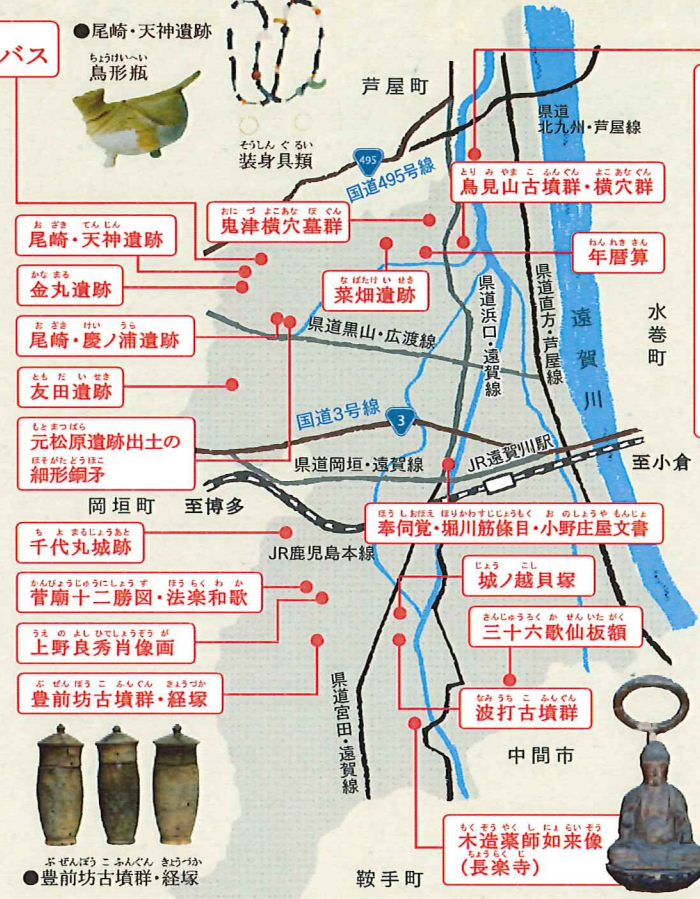 バス
●尾崎・天神遺跡
ちょうけいへい
鳥形瓶
そうしんぐるい
装身具類
芦屋町
県道
北九州・芦屋線
495
国道495号線
とりみやまこふんぐん よこあなぐん
鳥見山古墳群・横穴群
おにづよこあなぼぐん
鬼津横穴墓群
おざき てんじん
尾崎・天神遺跡
ねんれきさん
年暦算
かなまる
金丸遺跡
なばたけいせき
菜畑遺跡
県道浜口・遠賀線
県道直方・芦屋線
遠賀川
水巻町
おざき けい うら
尾崎・慶ノ浦遺跡
県道黒山・広渡線
ともだいせき
友田遺跡
国道3号線
3
もとまつばら
元松原遺跡出土の
ほそがたどうほこ
細形銅矛
県道岡垣・遠賀線
JR遠賀川駅
至小倉
岡垣町
至博多
ほうしおぼえ ほりかわすじじょうもく おのしょうやもんじょ
奉伺覚・堀川筋條目・小野庄屋文書
ちよまるじょうあと
千代丸城跡
JR鹿児島本線
じょう こし
城ノ越貝塚
かんびょうじゅうにしょうず ほうらくわか
菅廟十二勝図・法楽和歌
さんじゅうろくかせんいたがく
三十六歌仙板額
うえのよしひでしょうぞうが
上野良秀肖像画
ぶぜんぼうこふんぐん きょうづか
豊前坊古墳群・経塚
県道宮田・遠賀線
なみうちこふんぐん
波打古墳群
中間市
もくぞうやくしにょらいぞう
木造薬師如来像
ちょうらくじ
(長楽寺)
ぶぜんぼうこふんぐん きょうづか
●豊前坊古墳群・経塚
鞍手町